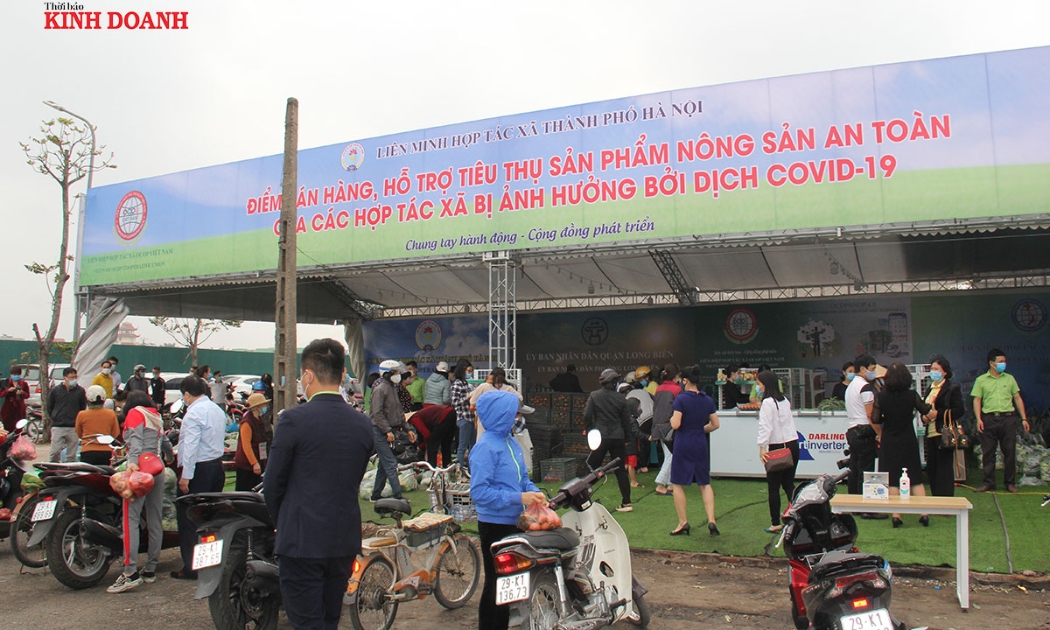 Thời báo
KINH DOANH
LIÊN MINH HỢP TÁC XÃ THÀNH PHỐ HÀ NỘI
ĐIỂM BÁN HÀNG, HỖ TRỢ TIÊU THỤ SẢN PHẨM NÔNG SẢN AN TOÀN
CỦA CÁC HỢP TÁC XÃ BỊ ẢNH HƯỞNG BỞI DỊCH COVID-19
Chung tay hành động - Cộng đồng phát triển
ỦY BAN NHÂN DÂN QUẬN LONG BIÊN
DARLING
inverter
29-K1
136.73
29-K1